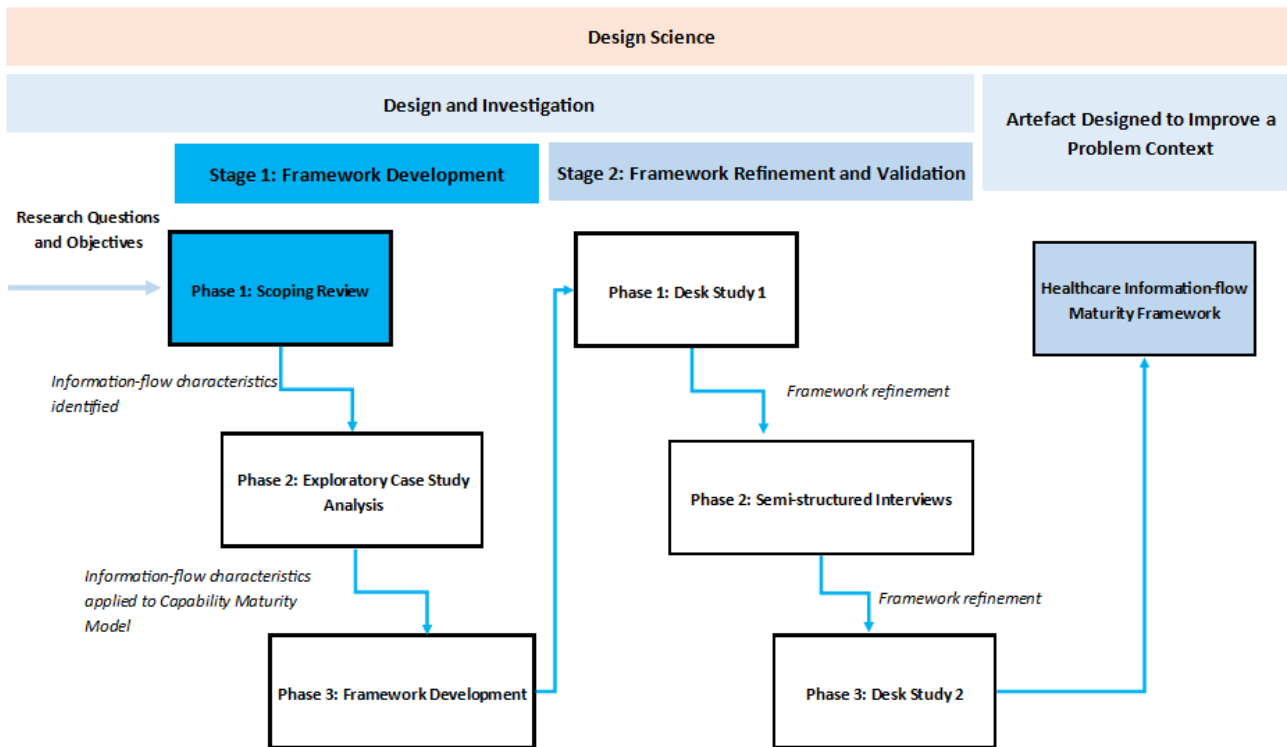 Design Science
Design and Investigation
Artefact Designed to Improve a
Problem Context
Stage 1: Framework Development
Stage 2: Framework Refinement and Validation
Research Questions
and Objectives
Phase 1: Scoping Review
Phase 1: Desk Study 1
Healthcare Information-flow
Maturity Framework
Information-flow characteristics
identified
Framework refinement
Phase 2: Exploratory Case Study
Analysis
Phase 2: Semi-structured Interviews
Information-flow characteristics
applied to Capability Maturity
Model
Framework refinement
Phase 3: Framework Development
Phase 3: Desk Study 2